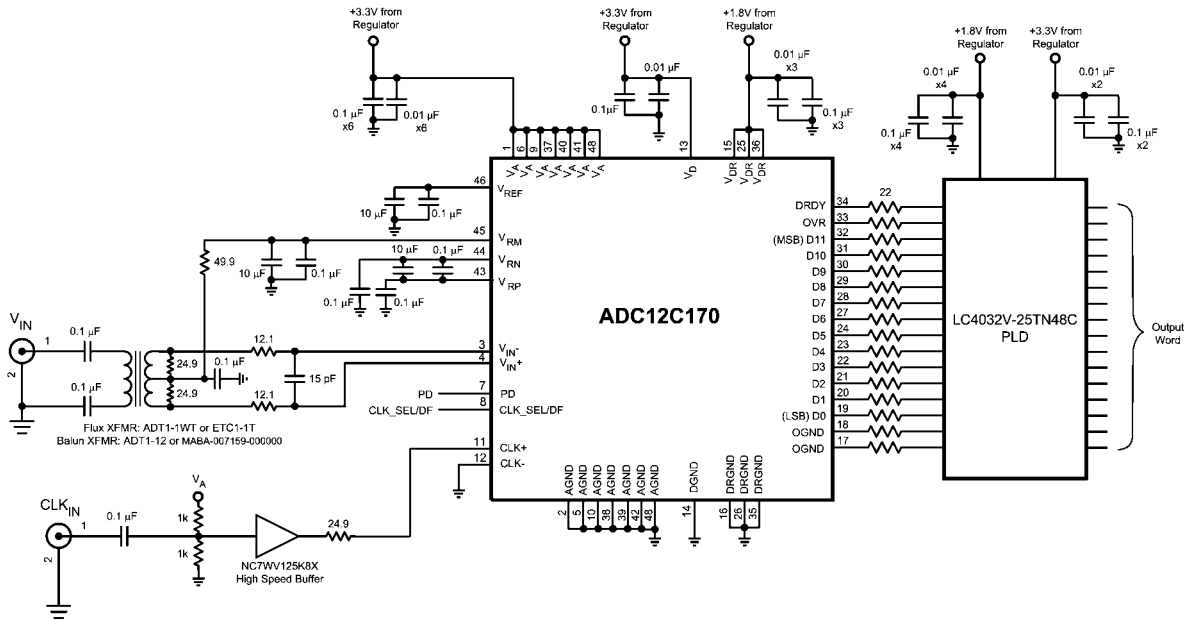 +3.3V from
Regulator
+3.3V from
Regulator
+1.8V from
Regulator
+1.8V from
Regulator
+3.3V from
Regulator
0.1 µF
x6
0.01 µF
x6
0.1µF
0.01 µF
0.01 µF
x3
0.1 µF
x3
0.01 µF
x4
0.1 µF
x4
0.01 µF
x2
0.1 µF
x2
1
6
9
37
40
41
48
VA
VA
VA
VA
VA
VA
VA
13
VD
15
25
36
VDR
VDR
VDR
46
VREF
10 µF
0.1 µF
45
VRM
49.9
10 µF
0.1 µF
44
VRN
43
VRP
10 µF
0.1 µF
0.1 µF
0.1 µF
ADC12C170
VIN
1
2
0.1 µF
0.1 µF
24.9
24.9
0.1 µF
12.1
12.1
15 pF
3
VIN-
4
VIN+
PD
7
PD
CLK_SEL/DF
8
CLK_SEL/DF
Flux XFMR: ADT1-1WT or ETC1-1T
Balun XFMR: ADT1-12 or MABA-007159-000000
11
CLK+
12
CLK-
CLKIN
1
2
0.1 µF
VA
1k
1k
NC7WV125K8X
High Speed Buffer
24.9
AGND
AGND
AGND
AGND
AGND
AGND
AGND
2
5
10
38
39
42
48
DGND
14
DRGND
DRGND
DRGND
16
26
35
22
DRDY 34
OVR 33
(MSB) D11 32
D10 31
D9 30
D8 29
D7 28
D6 27
D5 24
D4 23
D3 22
D2 21
D1 20
(LSB) D0 19
OGND 18
OGND 17
LC4032V-25TN48C
PLD
Output
Word